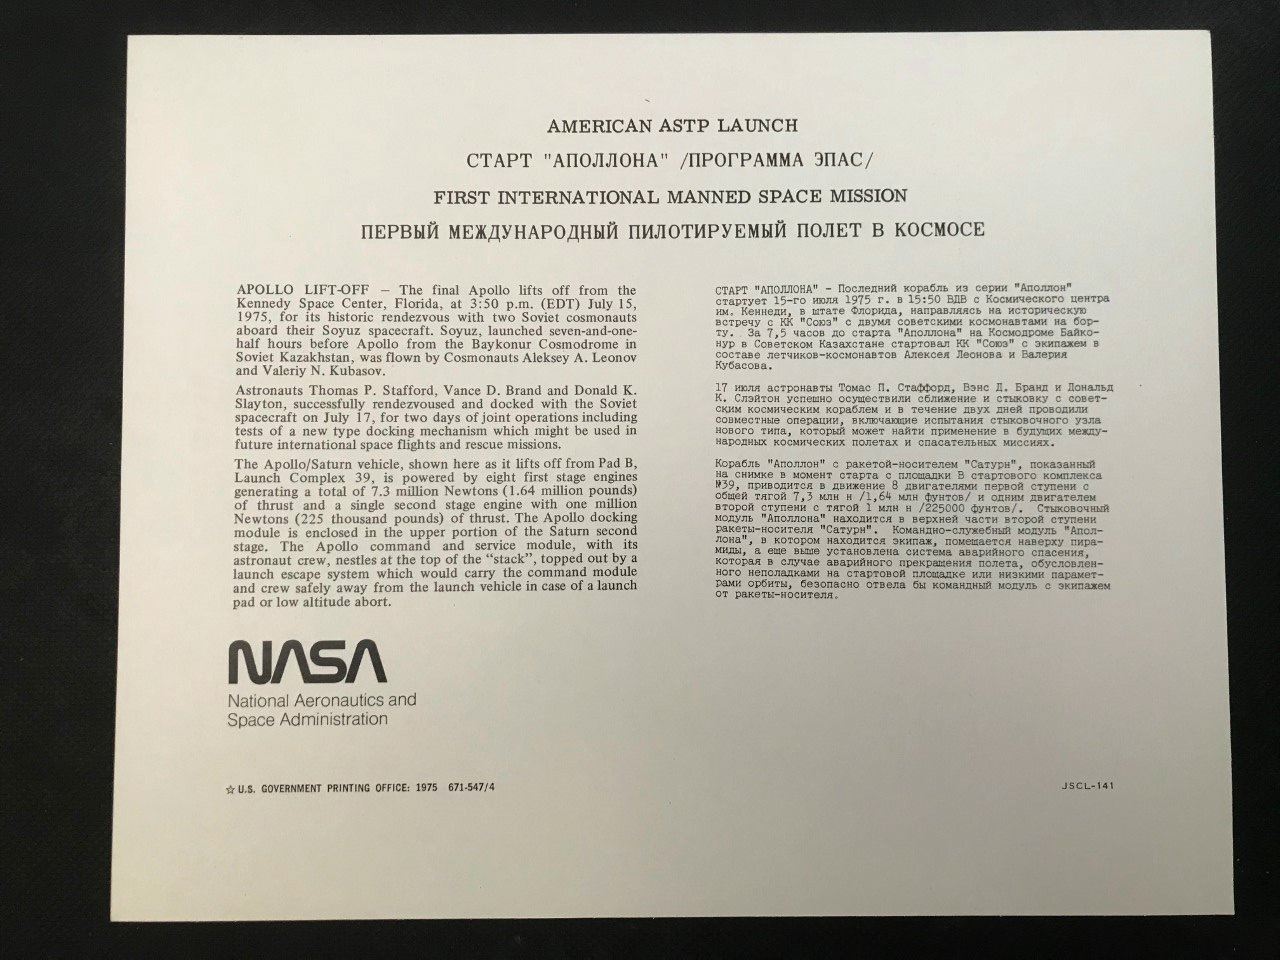 AMERICAN ASTP LAUNCH
СТАРТ "АПОЛЛОНА" /ПРОГРАММА ЭПАС/
FIRST INTERNATIONAL MANNED SPACE MISSION
ПЕРВЫЙ МЕЖДУНАРОДНЫЙ ПИЛОТИРУЕМЫЙ ПОЛЕТ В КОСМОСЕ
APOLLO LIFT-OFF — The final Apollo lifts off from the
Kennedy Space Center, Florida, at 3:50 p.m. (EDT) July 15,
1975, for its historic rendezvous with two Soviet cosmonauts
aboard their Soyuz spacecraft. Soyuz, launched seven-and-one-
half hours before Apollo from the Baykonur Cosmodrome in
Soviet Kazakhstan, was flown by Cosmonauts Aleksey A. Leonov
and Valeriy N. Kubasov.
Astronauts Thomas P. Stafford, Vance D. Brand and Donald K.
Slayton, successfully rendezvoused and docked with the Soviet
spacecraft on July 17, for two days of joint operations including
tests of a new type docking mechanism which might be used in
future international space flights and rescue missions.
The Apollo/Saturn vehicle, shown here as it lifts off from Pad B,
Launch Complex 39, is powered by eight first stage engines
generating a total of 7.3 million Newtons (1.64 million pounds)
of thrust and a single second stage engine with one million
Newtons (225 thousand pounds) of thrust. The Apollo docking
module is enclosed in the upper portion of the Saturn second
stage. The Apollo command and service module, with its
astronaut crew, nestles at the top of the “stack”, topped out by a
launch escape system which would carry the command module
and crew safely away from the launch vehicle in case of a launch
pad or low altitude abort.
СТАРТ "АПОЛЛОНА" - Последний корабль из серии "Аполлон"
стартует 15-го июля 1975 г. в 15:50 ВДВ с Космического центра
им. Кеннеди, в штате Флорида, направляясь на историческую
встречу с КК "Союз" с двумя советскими космонавтами на бор-
ту. За 7,5 часов до старта "Аполлона" на Космодроме Байко-
нур в Советском Казахстане стартовал КК "Союз" с экипажем в
составе летчиков-космонавтов Алексея Леонова и Валерия
Кубасова.
17 июля астронавты Томас П. Стаффорд, Вэнс Д. Бранд и Дональд
К. Слэйтон успешно осуществили сближение и стыковку с совет-
ским космическим кораблем и в течение двух дней проводили
совместные операции, включающие испытания стыковочного узла
нового типа, который может найти применение в будущих между-
народных космических полетах и спасательных миссиях.
Корабль "Аполлон" с ракетой-носителем "Сатурн", показанный
на снимке в момент старта с площадки В стартового комплекса
№39, приводится в движение 8 двигателями первой ступени с
общей тягой 7,3 млн н /1,64 млн фунтов/ и одним двигателем
второй ступени с тягой 1 млн н /225000 фунтов/. Стыковочный
модуль "Аполлона" находится в верхней части второй ступени
ракеты-носителя "Сатурн". Командно-служебный модуль "Апол-
лона", в котором находится экипаж, помещается наверху пира-
миды, а еще выше установлена система аварийного спасения,
которая в случае аварийного прекращения полета, обусловлен-
ного неполадками на стартовой площадке или низкими парамет-
рами орбиты, безопасно отвела бы командный модуль с экипажем
от ракеты-носителя.
NASA
National Aeronautics and
Space Administration
☆ U.S. GOVERNMENT PRINTING OFFICE: 1975 671-547/4
JSCL-141